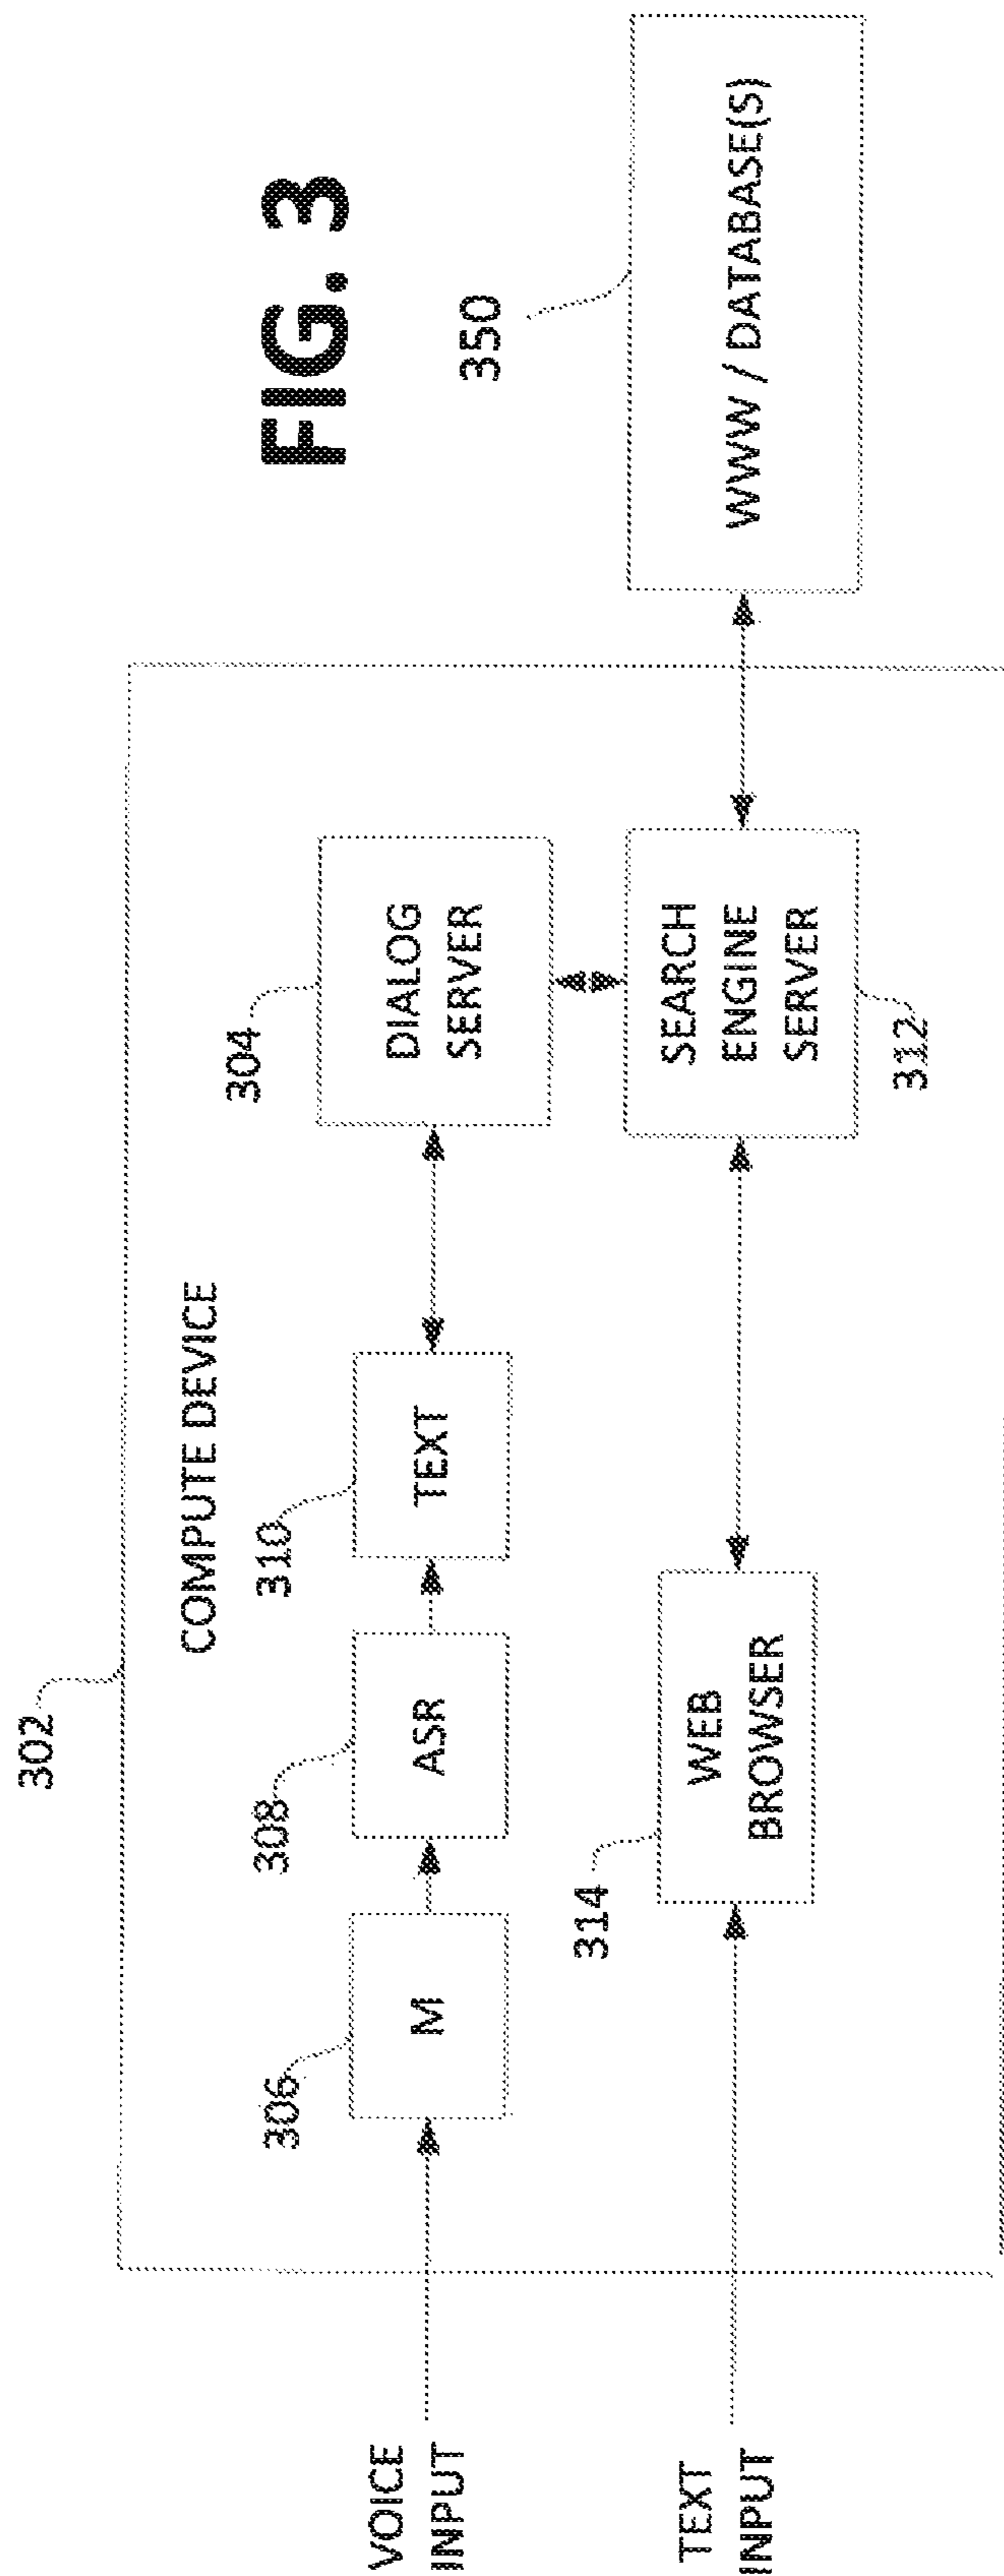 FIG. 3
302
COMPUTE DEVICE
VOICE
INPUT
306
M
308
ASR
310
TEXT
304
DIALOG
SERVER
350
WWW / DATABASE(S)
TEXT
INPUT
314
WEB
BROWSER
SEARCH
ENGINE
SERVER
312